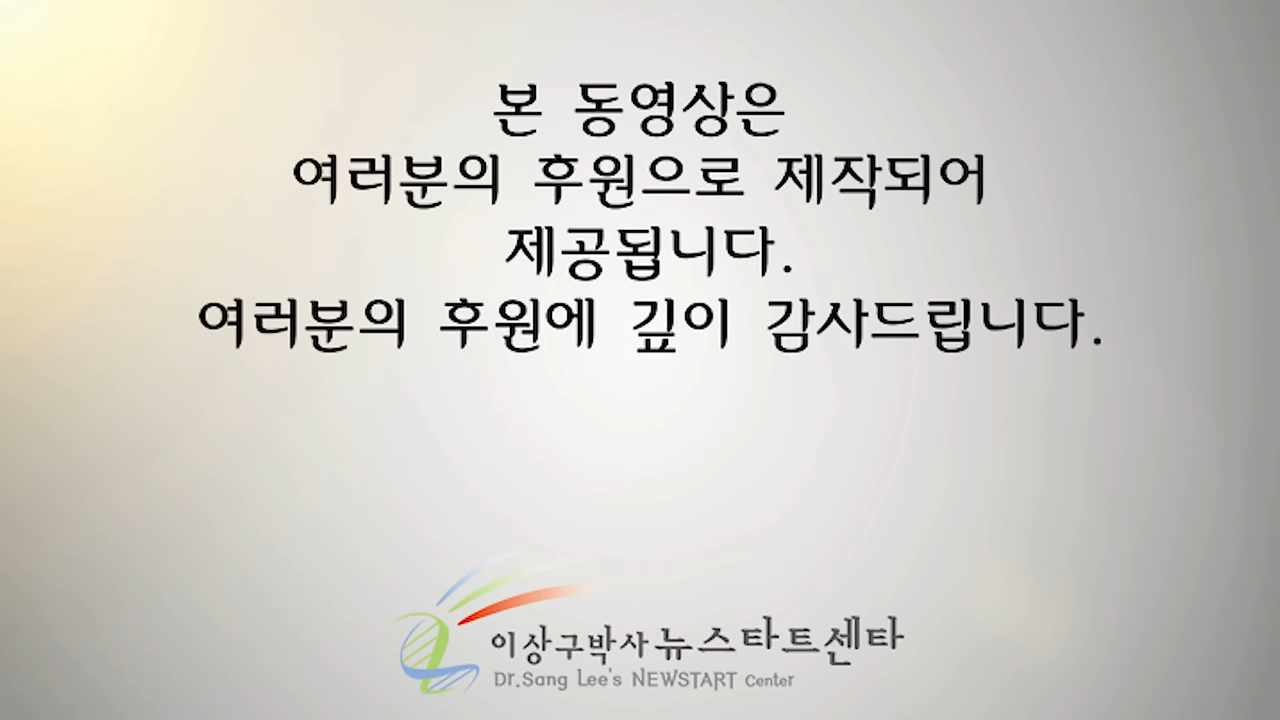 본 동영상은
여러분의 후원으로 제작되어
제공됩니다.
여러분의 후원에 깊이 감사드립니다.
이상구박사 뉴스타트센타
Dr.Sang Lee's NEWSTART Center